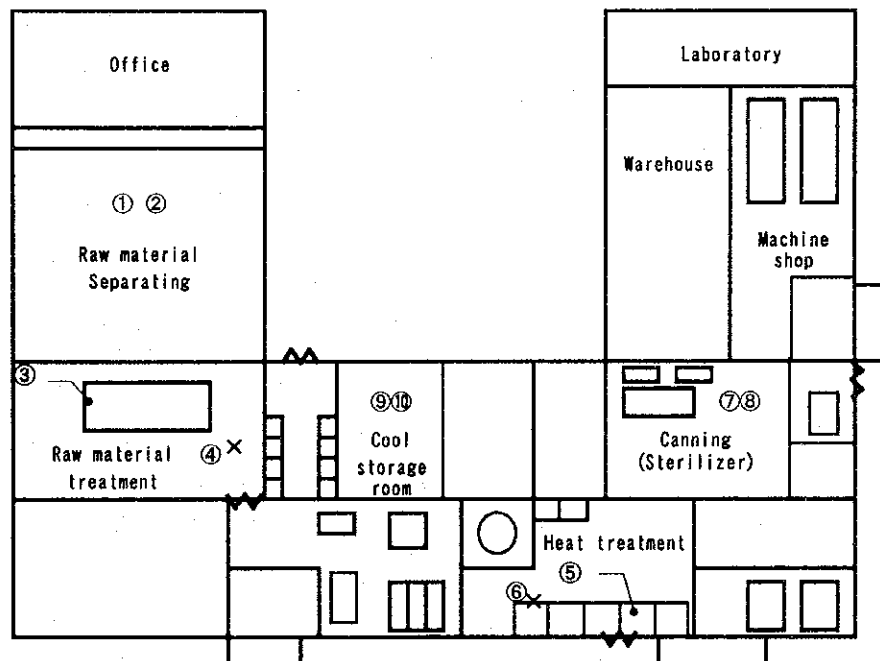 Office
Laboratory
Warehouse
① ②
Raw material
Separating
Machine
shop
③
④
Raw material
treatment
⑨⑩
Cool
storage
room
⑦⑧
Canning
(Sterilizer)
Heat treatment
⑤
⑥